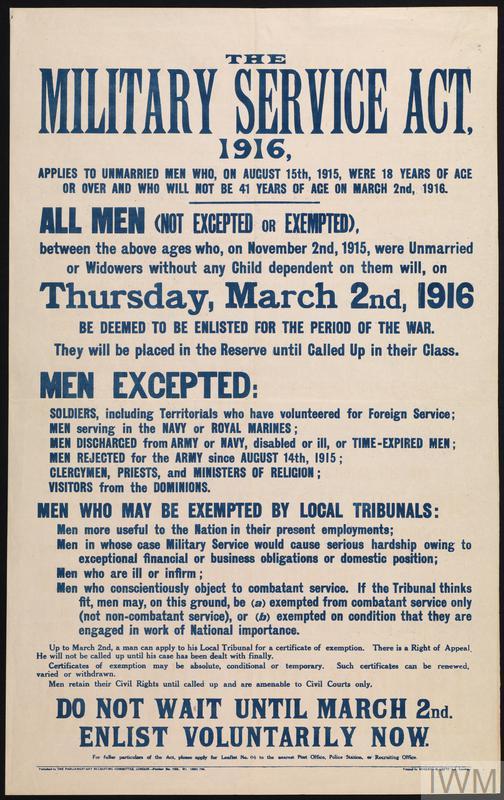 THE
MILITARY SERVICE ACT,
1916,
APPLIES TO UNMARRIED MEN WHO, ON AUGUST 15th, 1915, WERE 18 YEARS OF AGE
OR OVER AND WHO WILL NOT BE 41 YEARS OF AGE ON MARCH 2nd, 1916.
ALL MEN (NOT EXCEPTED OR EXEMPTED),
between the above ages who, on November 2nd, 1915, were Unmarried
or Widowers without any Child dependent on them will, on
Thursday, March 2nd, 1916
BE DEEMED TO BE ENLISTED FOR THE PERIOD OF THE WAR.
They will be placed in the Reserve until Called Up in their Class.
MEN EXCEPTED:
SOLDIERS, including Territorials who have volunteered for Foreign Service;
MEN serving in the NAVY or ROYAL MARINES;
MEN DISCHARGED from ARMY or NAVY, disabled or ill, or TIME-EXPIRED MEN;
MEN REJECTED for the ARMY since AUGUST 14th, 1915;
CLERGYMEN, PRIESTS, and MINISTERS OF RELIGION;
VISITORS from the DOMINIONS.
MEN WHO MAY BE EXEMPTED BY LOCAL TRIBUNALS:
Men more useful to the Nation in their present employments;
Men in whose case Military Service would cause serious hardship owing to
exceptional financial or business obligations or domestic position;
Men who are ill or infirm;
Men who conscientiously object to combatant service. If the Tribunal thinks
fit, men may, on this ground, be (a) exempted from combatant service only
(not non-combatant service), or (b) exempted on condition that they are
engaged in work of National importance.
Up to March 2nd, a man can apply to his Local Tribunal for a certificate of exemption. There is a Right of Appeal.
He will not be called up until his case has been dealt with finally.
Certificates of exemption may be absolute, conditional or temporary. Such certificates can be renewed,
varied or withdrawn.
Men retain their Civil Rights until called up and are amenable to Civil Courts only.
DO NOT WAIT UNTIL MARCH 2nd.
ENLIST VOLUNTARILY NOW.
For fuller particulars of the Act, please apply for Leaflet No. to the nearest Post Office, Police Station, or Recruiting Office.
Published by THE PARLIAMENTARY RECRUITING COMMITTEE, LONDON.
IWM